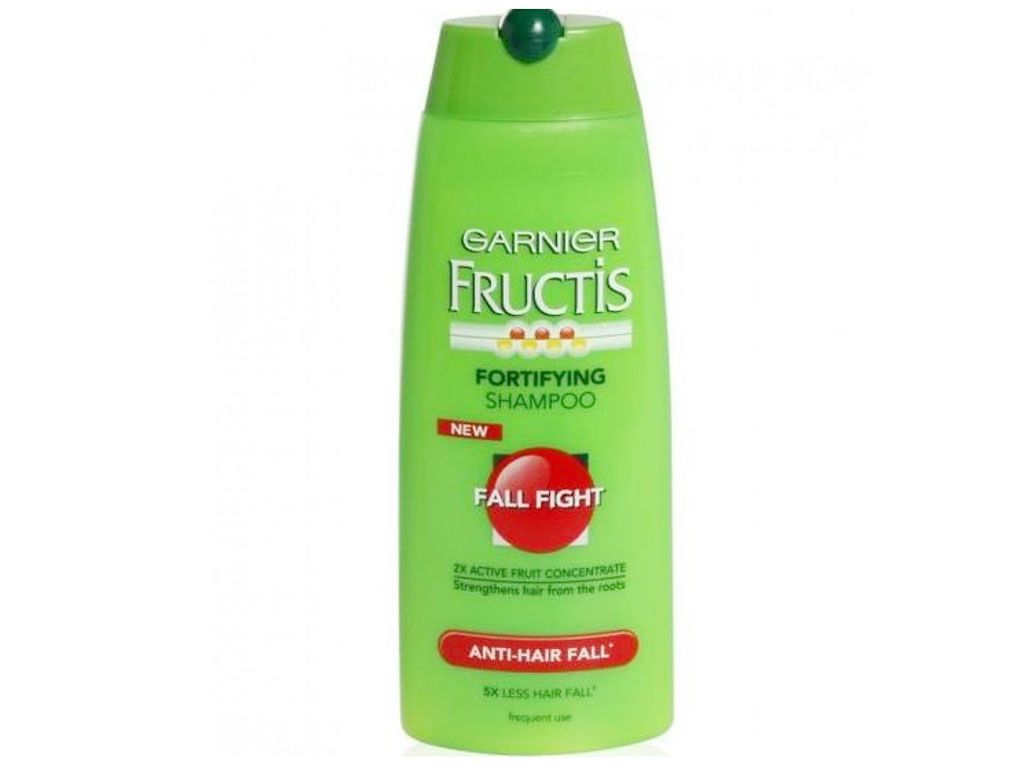 GARNIER
FRUCTiS
FORTIFYING
SHAMPOO
NEW
FALL FIGHT
2X ACTIVE FRUIT CONCENTRATE
Strengthens hair from the roots
ANTI-HAIR FALL*
5X LESS HAIR FALL*
frequent use